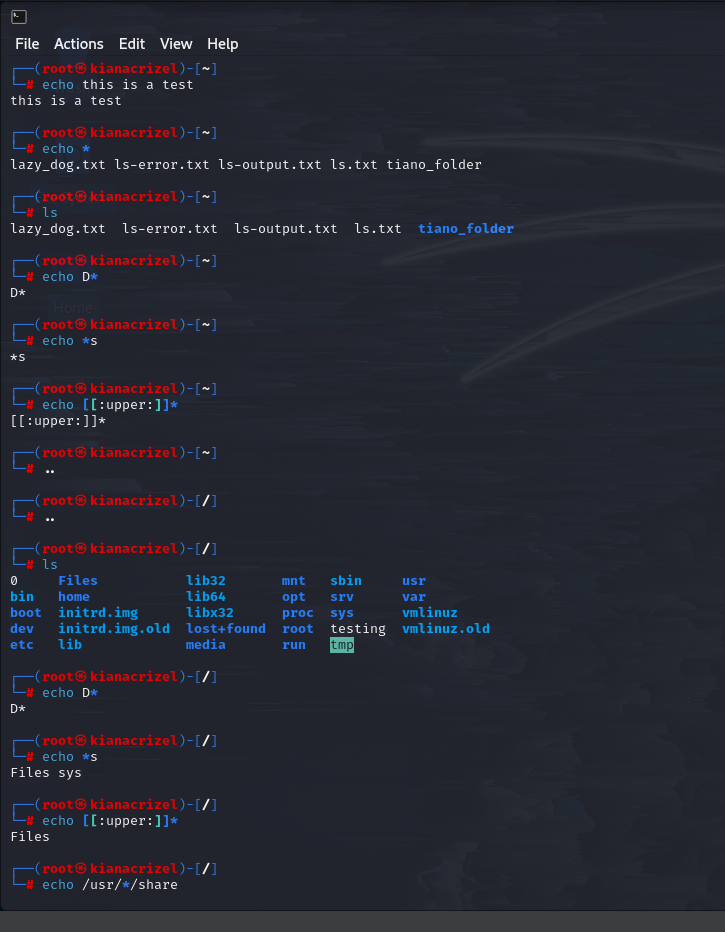 File Actions Edit View Help
┌──(root㉿kianacrizel)-[~]
└─# echo this is a test
this is a test
┌──(root㉿kianacrizel)-[~]
└─# echo *
lazy_dog.txt ls-error.txt ls-output.txt ls.txt tiano_folder
┌──(root㉿kianacrizel)-[~]
└─# ls
lazy_dog.txt  ls-error.txt  ls-output.txt  ls.txt  tiano_folder
┌──(root㉿kianacrizel)-[~]
└─# echo D*
D*
Home
┌──(root㉿kianacrizel)-[~]
└─# echo *s
*s
┌──(root㉿kianacrizel)-[~]
└─# echo [[:upper:]]*
[[:upper:]]*
┌──(root㉿kianacrizel)-[~]
└─# ..
┌──(root㉿kianacrizel)-[/]
└─# ..
┌──(root㉿kianacrizel)-[/]
└─# ls
0     Files           lib32       mnt   sbin     usr
bin   home            lib64       opt   srv      var
boot  initrd.img      libx32      proc  sys      vmlinuz
dev   initrd.img.old  lost+found  root  testing  vmlinuz.old
etc   lib             media       run   tmp
┌──(root㉿kianacrizel)-[/]
└─# echo D*
D*
┌──(root㉿kianacrizel)-[/]
└─# echo *s
Files sys
┌──(root㉿kianacrizel)-[/]
└─# echo [[:upper:]]*
Files
┌──(root㉿kianacrizel)-[/]
└─# echo /usr/*/share